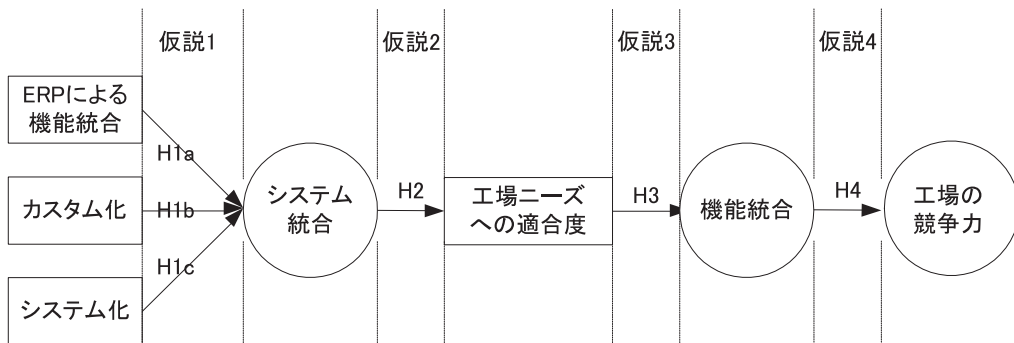 仮説1
仮説2
仮説3
仮説4
ERPによる
機能統合
カスタム化
システム化
H1a
H1b
H1c
システム
統合
H2
工場ニーズ
への適合度
H3
機能統合
H4
工場の
競争力